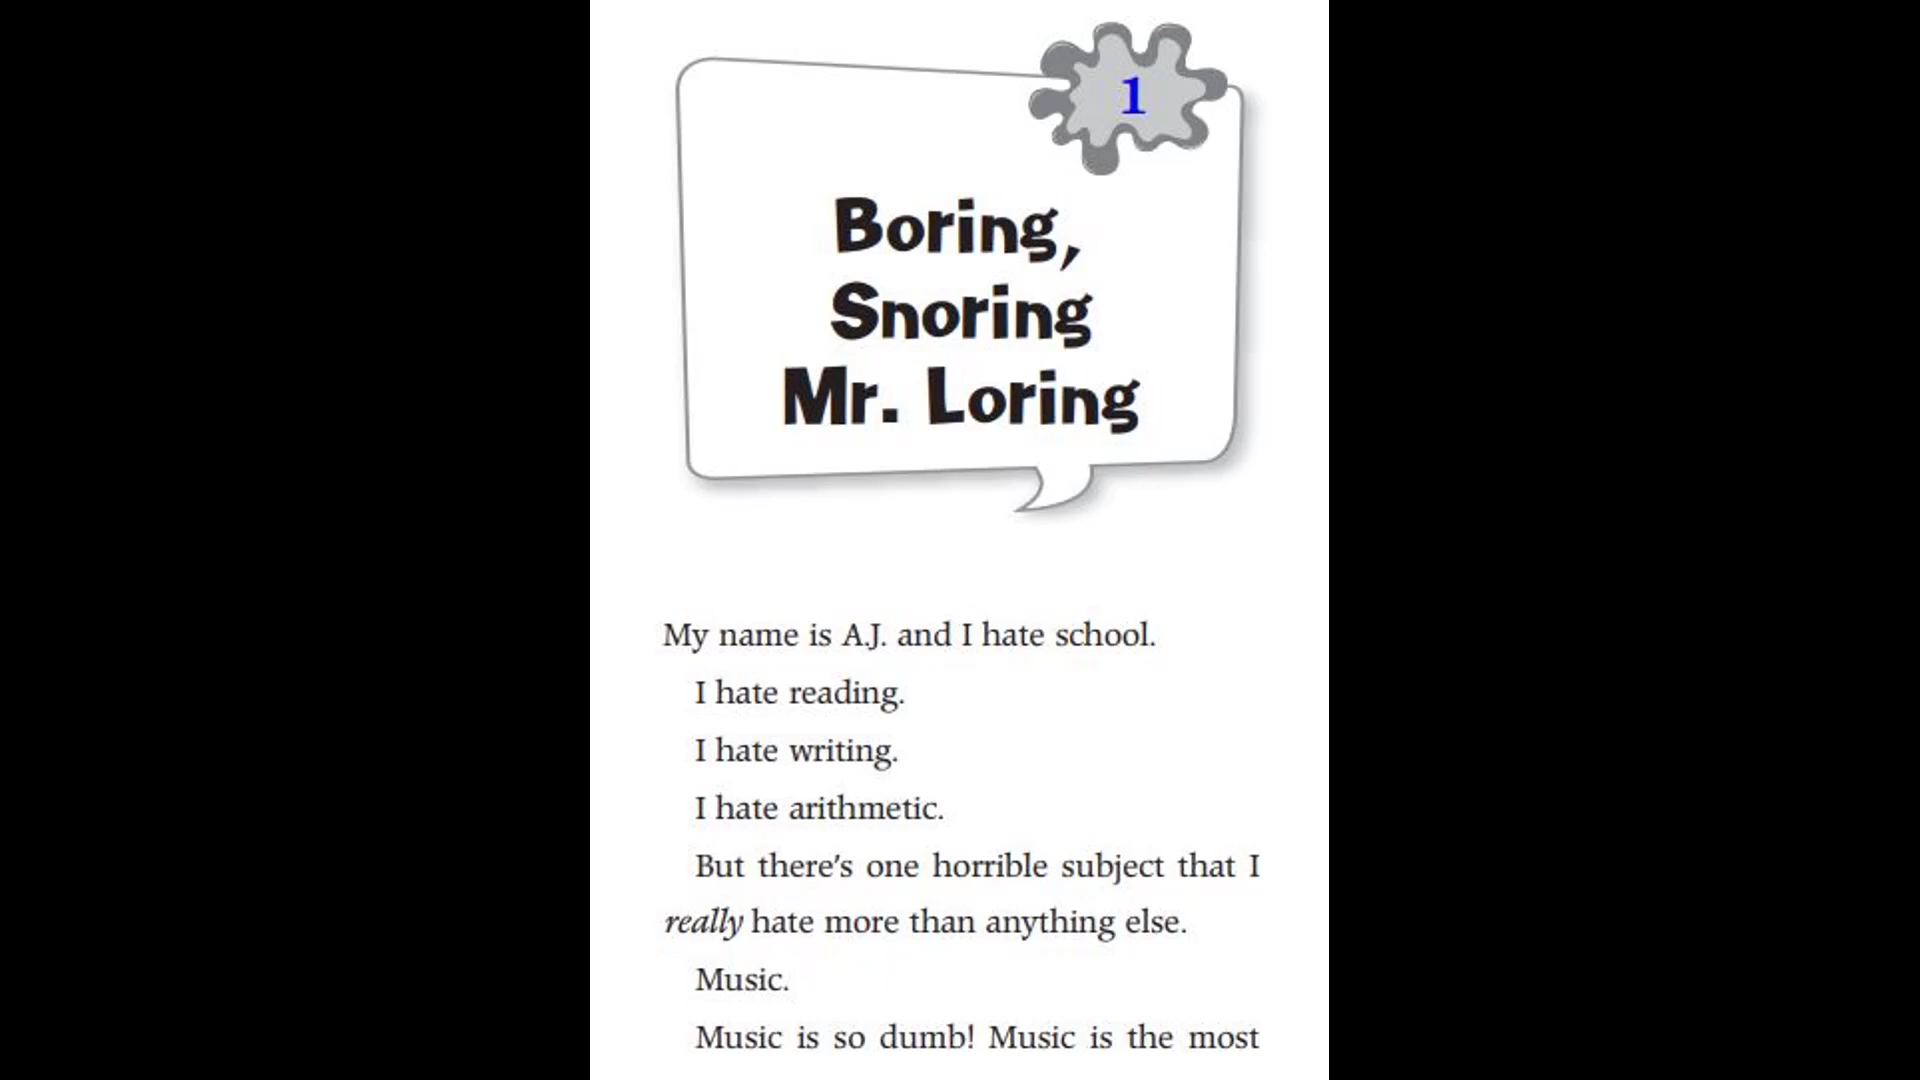 1
Boring,
Snoring
Mr. Loring
My name is A.J. and I hate school.
I hate reading.
I hate writing.
I hate arithmetic.
But there's one horrible subject that I
really hate more than anything else.
Music.
Music is so dumb! Music is the most